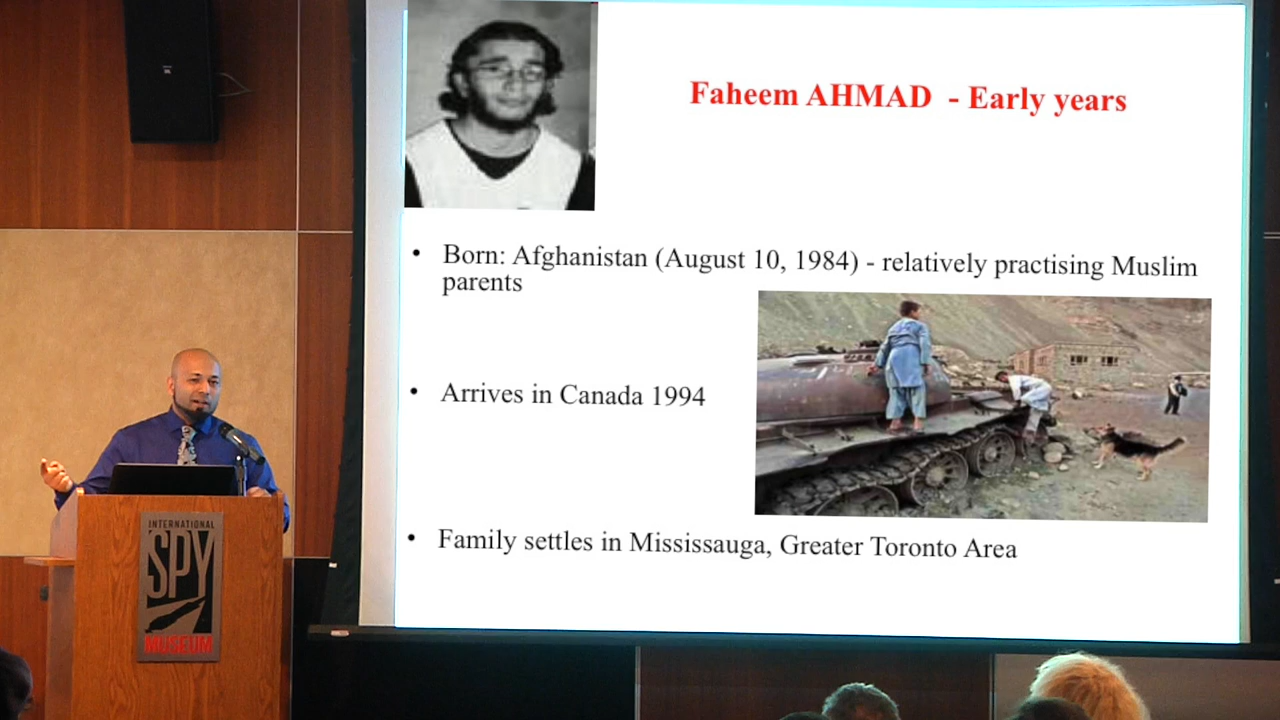 Faheem AHMAD - Early years
• Born: Afghanistan (August 10, 1984) - relatively practising Muslim
parents
• Arrives in Canada 1994
• Family settles in Mississauga, Greater Toronto Area
INTERNATIONAL
SPY
MUSEUM
JBL